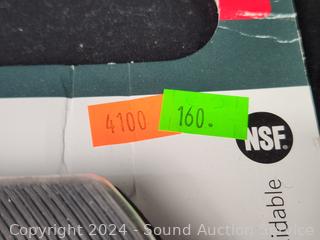 4100
160.
NSF®
idable
Copyright 2024 - Sound Auction Service